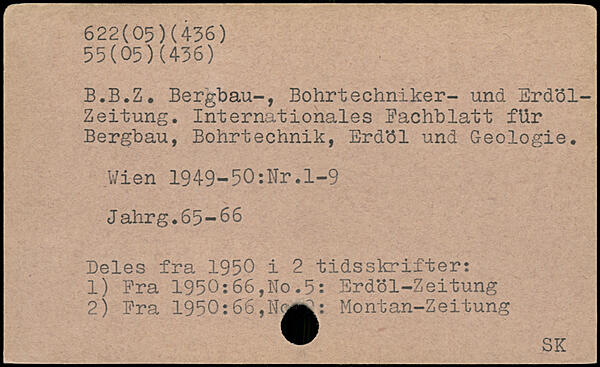 622(05)(436)
55(05)(436)
B.B.Z. Bergbau-, Bohrtechniker- und Erdöl-
Zeitung. Internationales Fachblatt für
Bergbau, Bohrtechnik, Erdöl und Geologie.
Wien 1949-50:Nr.1-9
Jahrg.65-66
Deles fra 1950 i 2 tidsskrifter:
1) Fra 1950:66,No.5: Erdöl-Zeitung
2) Fra 1950:66, : Montan-Zeitung
SK